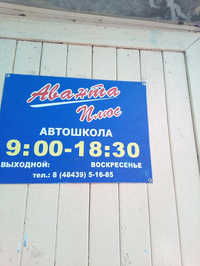 Аванта
Плюс
АВТОШКОЛА
9:00-18:30
ВЫХОДНОЙ: ВОСКРЕСЕНЬЕ
тел.: 8 (48439) 5-16-85